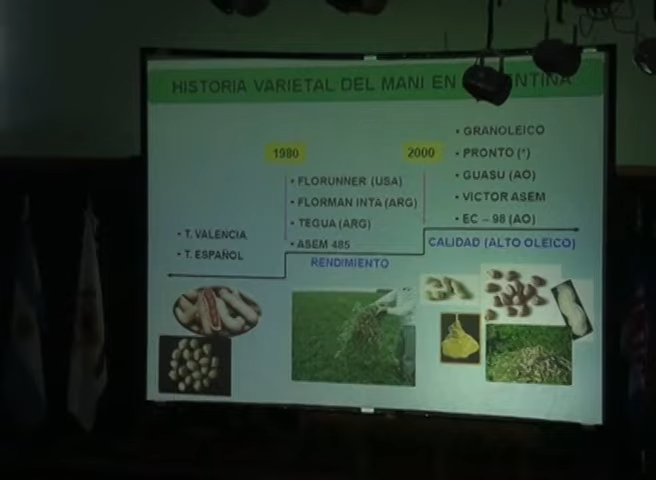 HISTORIA VARIETAL DEL MANI EN ENTINA
• T. VALENCIA
• T. ESPAÑOL
1980
• FLORUNNER (USA)
• FLORMAN INTA (ARG)
• TEGUA (ARG)
• ASEM 485
RENDIMIENTO
2000
• GRANOLEICO
• PRONTO (*)
• GUASU (AO)
• VICTOR ASEM
• EC – 98 (AO)
CALIDAD (ALTO OLEICO)